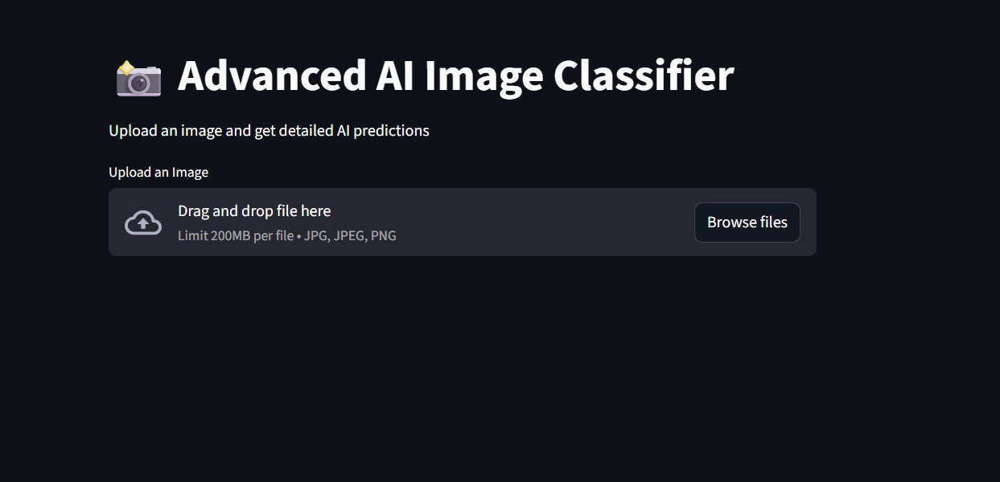 Advanced AI Image Classifier
Upload an image and get detailed AI predictions
Upload an Image
Drag and drop file here
Limit 200MB per file • JPG, JPEG, PNG
Browse files